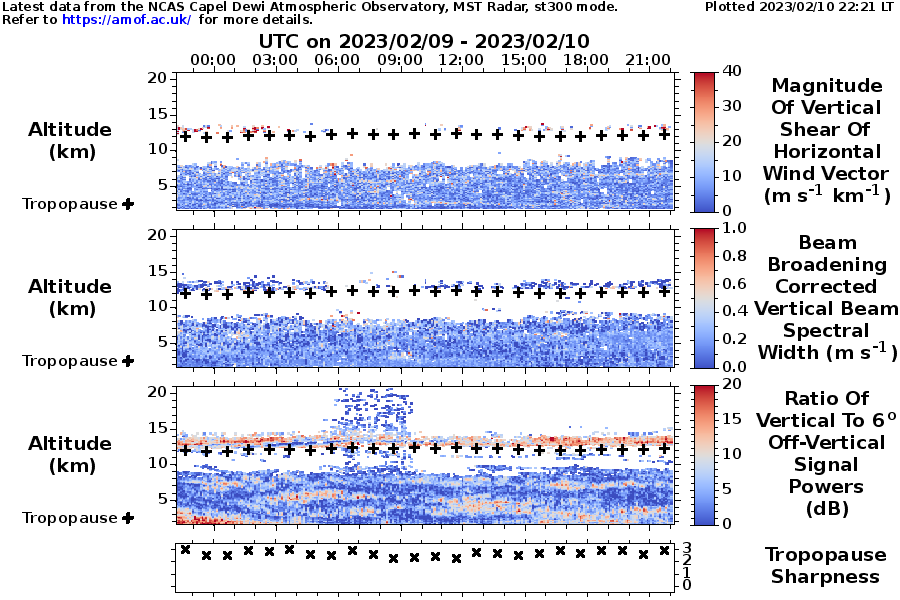 Latest data from the NCAS Capel Dewi Atmospheric Observatory, MST Radar, st300 mode.
Plotted 2023/02/10 22:21 LT
Refer to https://amof.ac.uk/ for more details.
UTC on 2023/02/09 - 2023/02/10
00:00 03:00 06:00 09:00 12:00 15:00 18:00 21:00
20
15
10
5
Altitude
(km)
Tropopause
40
30
20
10
0
Magnitude
Of Vertical
Shear Of
Horizontal
Wind Vector
(m s-1 km-1)
20
15
10
5
Altitude
(km)
Tropopause
1.0
0.8
0.6
0.4
0.2
0.0
Beam
Broadening
Corrected
Vertical Beam
Spectral
Width (m s-1)
20
15
10
5
Altitude
(km)
Tropopause
20
15
10
5
0
Ratio Of
Vertical To 6o
Off-Vertical
Signal
Powers
(dB)
3
2
1
0
Tropopause
Sharpness